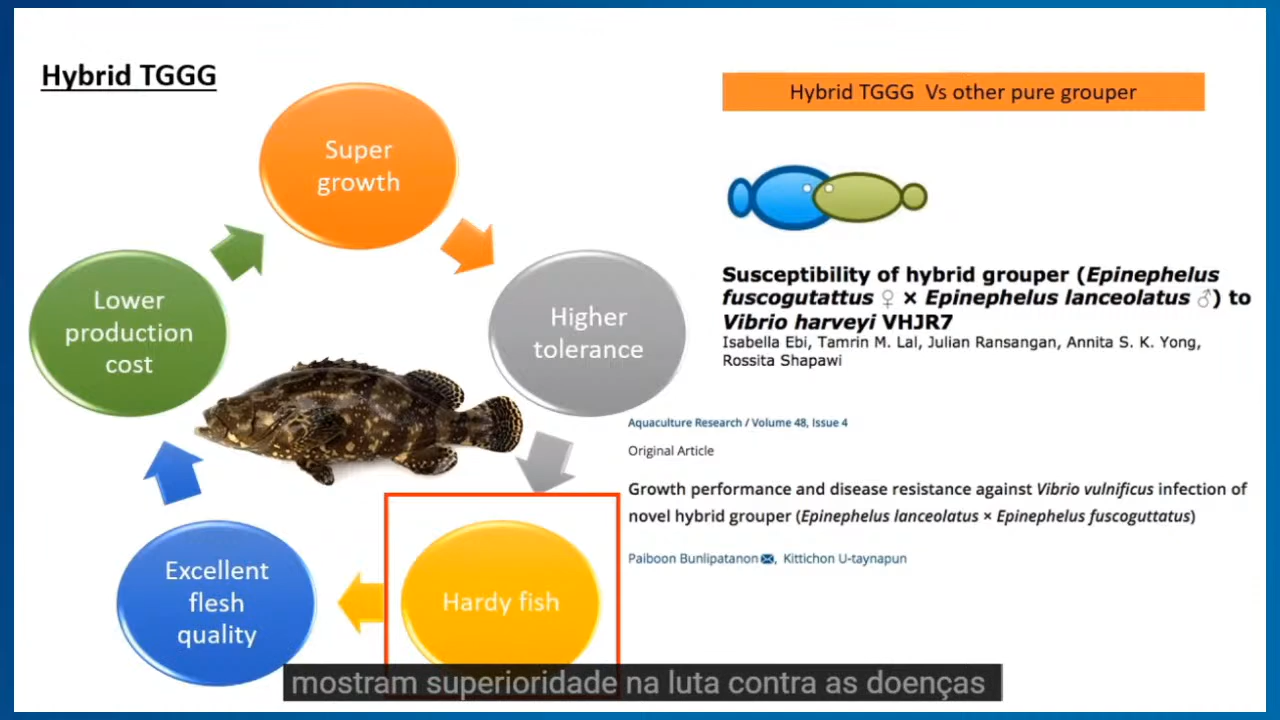 Hybrid TGGG
Super
growth
Higher
tolerance
Hardy fish
Excellent
flesh
quality
Lower
production
cost
Hybrid TGGG Vs other pure grouper
Susceptibility of hybrid grouper (Epinephelus
fuscogutattus ♀ × Epinephelus lanceolatus ♂) to
Vibrio harveyi VHJR7
Isabella Ebi, Tamrin M. Lal, Julian Ransangan, Annita S. K. Yong,
Rossita Shapawi
Aquaculture Research / Volume 48, Issue 4
Original Article
Growth performance and disease resistance against Vibrio vulnificus infection of
novel hybrid grouper (Epinephelus lanceolatus × Epinephelus fuscoguttatus)
Paiboon Bunlipatanon, Kittichon U-taynapun
mostram superioridade na luta contra as doenças